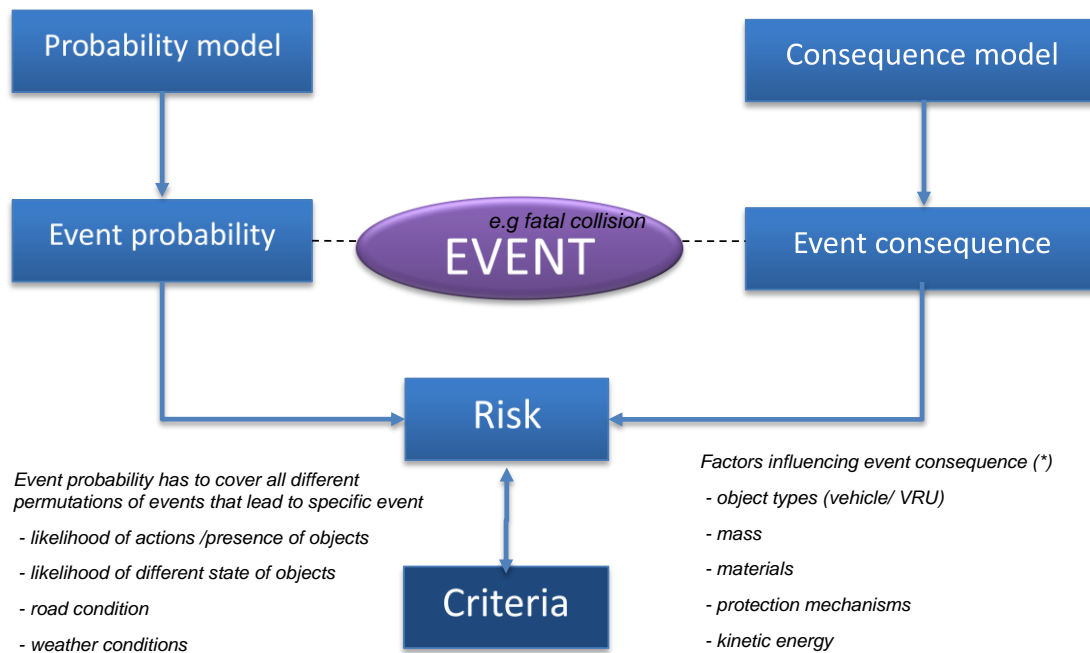 Probability model
Consequence model
Event probability
e.g fatal collision
EVENT
Event consequence
Risk
Event probability has to cover all different
permutations of events that lead to specific event
- likelihood of actions /presence of objects
- likelihood of different state of objects
- road condition
- weather conditions
Criteria
Factors influencing event consequence (*)
- object types (vehicle/ VRU)
- mass
- materials
- protection mechanisms
- kinetic energy